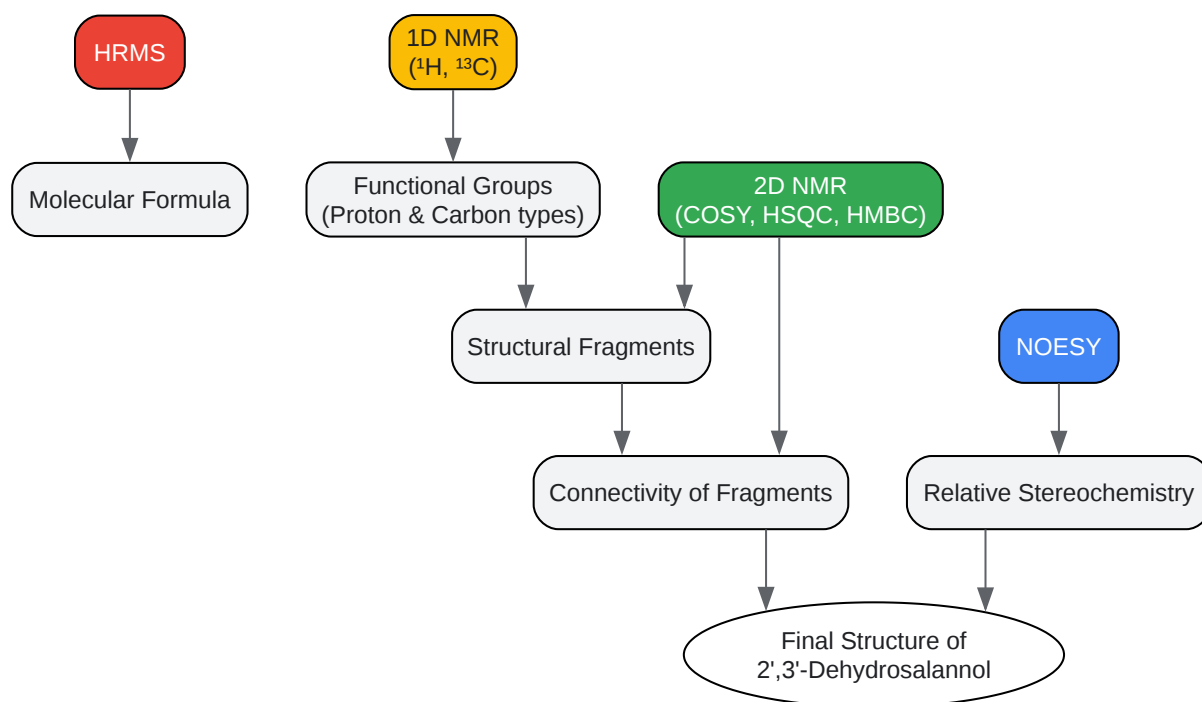 HRMS
1D NMR
(¹H, ¹³C)
Molecular Formula
Functional Groups
(Proton & Carbon types)
2D NMR
(COSY, HSQC, HMBC)
Structural Fragments
NOESY
Connectivity of Fragments
Relative Stereochemistry
Final Structure of
2',3'-Dehydrosalannol